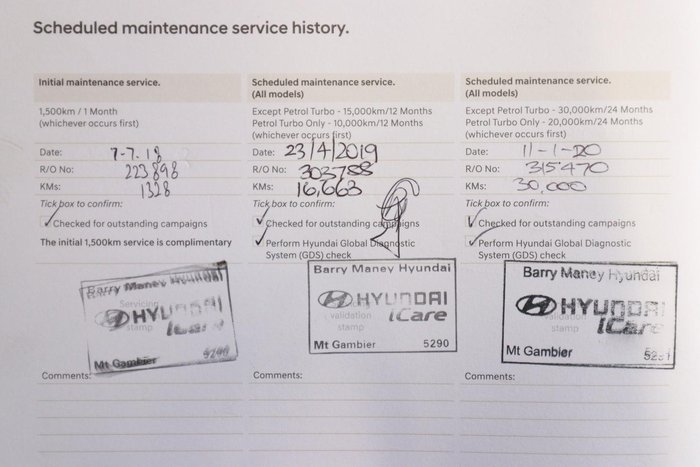 Scheduled maintenance service history.
Initial maintenance service.
1,500km / 1 Month
(whichever occurs first)
Date: 7-7.18
R/O No: 223898
KMs: 1328
Tick box to confirm:
Checked for outstanding campaigns
The initial 1,500km service is complimentary
Barry Maney Hyundai
Servicing
HYUNDAI
stamp
iCare
Mt Gambier 5290
Comments:
Scheduled maintenance service.
(All models)
Except Petrol Turbo - 15,000km/12 Months
Petrol Turbo Only - 10,000km/12 Months
(whichever occurs first)
Date: 23/4/2019
R/O No: 303788
KMs: 16,663
Tick box to confirm:
Checked for outstanding campaigns
Perform Hyundai Global Diagnostic
System (GDS) check
Barry Maney Hyundai
HYUNDAI
validation
iCare
stamp
Mt Gambier 5290
Comments:
Scheduled maintenance service.
(All models)
Except Petrol Turbo - 30,000km/24 Months
Petrol Turbo Only - 20,000km/24 Months
(whichever occurs first)
Date: 11-1-20
R/O No: 315470
KMs: 30,000
Tick box to confirm:
Checked for outstanding campaigns
Perform Hyundai Global Diagnostic
System (GDS) check
Barry Maney Hyundai
HYUNDAI
validation
iCare
stamp
Mt Gambier
Comments: